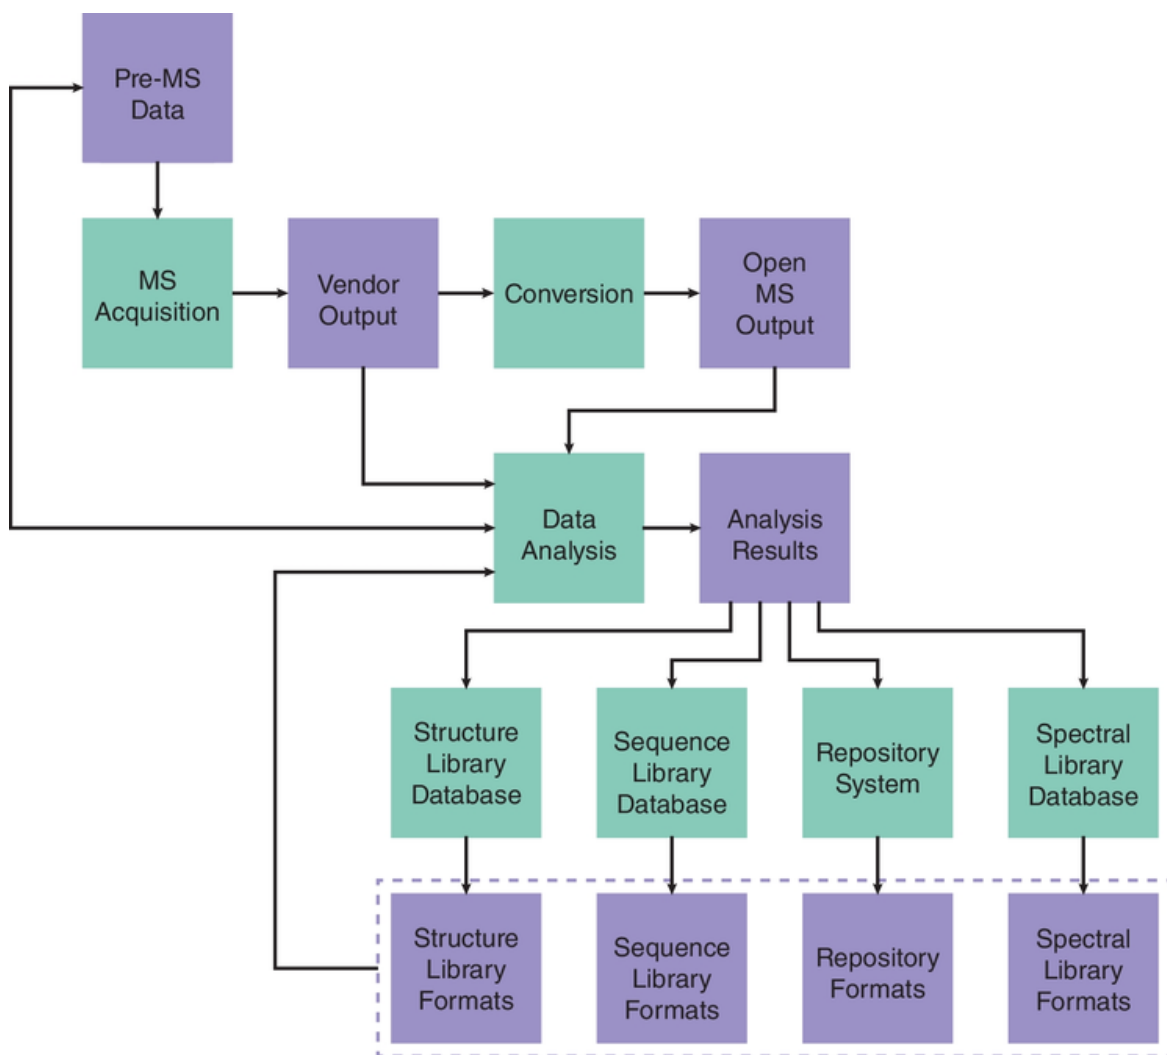 Pre-MS
Data
MS
Acquisition
Vendor
Output
Conversion
Open
MS
Output
Data
Analysis
Analysis
Results
Structure
Library
Database
Sequence
Library
Database
Repository
System
Spectral
Library
Database
Structure
Library
Formats
Sequence
Library
Formats
Repository
Formats
Spectral
Library
Formats